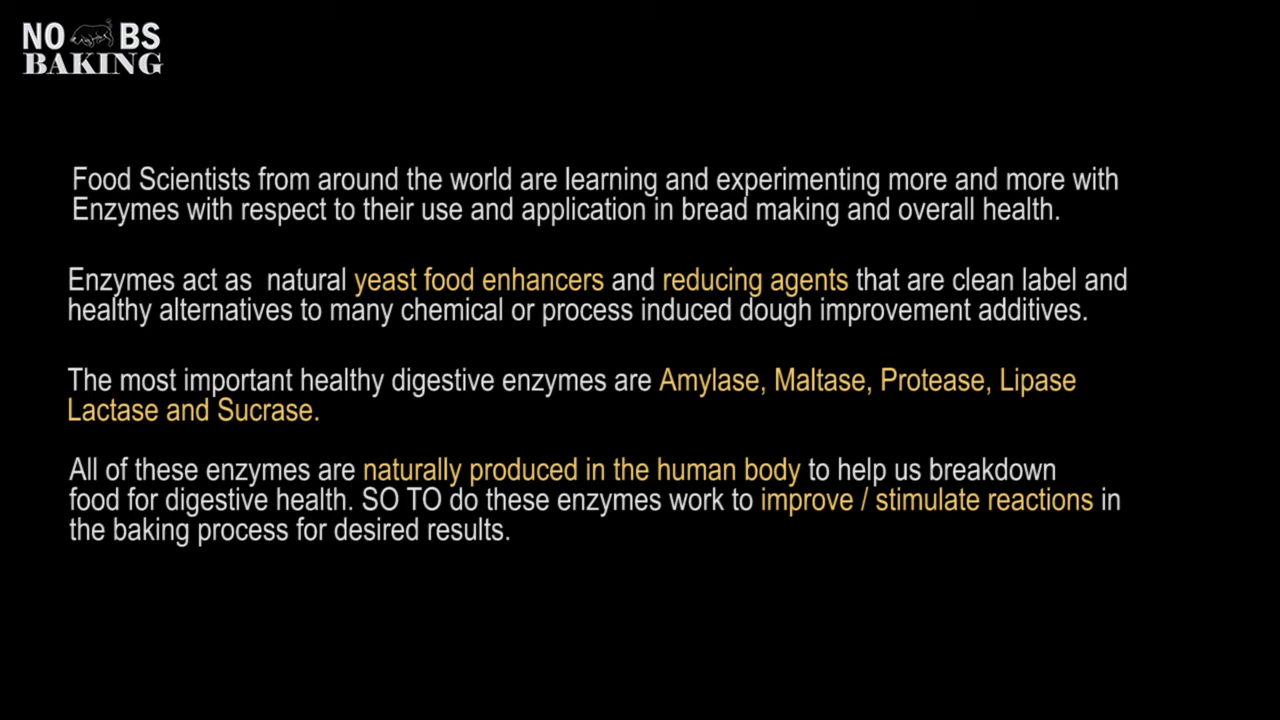 NO BS
BAKING
Food Scientists from around the world are learning and experimenting more and more with
Enzymes with respect to their use and application in bread making and overall health.
Enzymes act as  natural yeast food enhancers and reducing agents that are clean label and
healthy alternatives to many chemical or process induced dough improvement additives.
The most important healthy digestive enzymes are Amylase, Maltase, Protease, Lipase
Lactase and Sucrase.
All of these enzymes are naturally produced in the human body to help us breakdown
food for digestive health. SO TO do these enzymes work to improve / stimulate reactions in
the baking process for desired results.